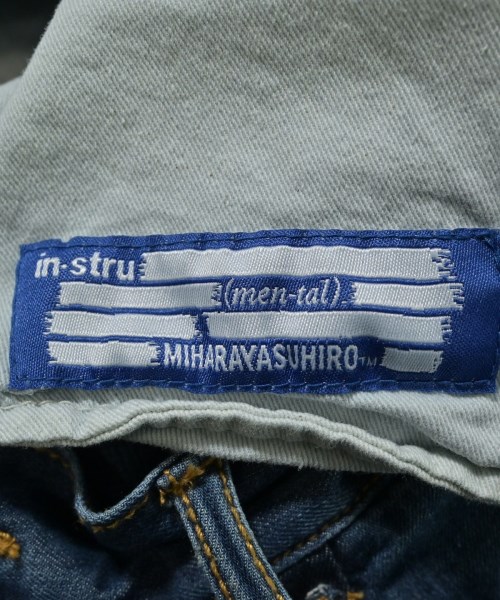 in-stru
(men-tal)
MIHARAYASUHIRO™